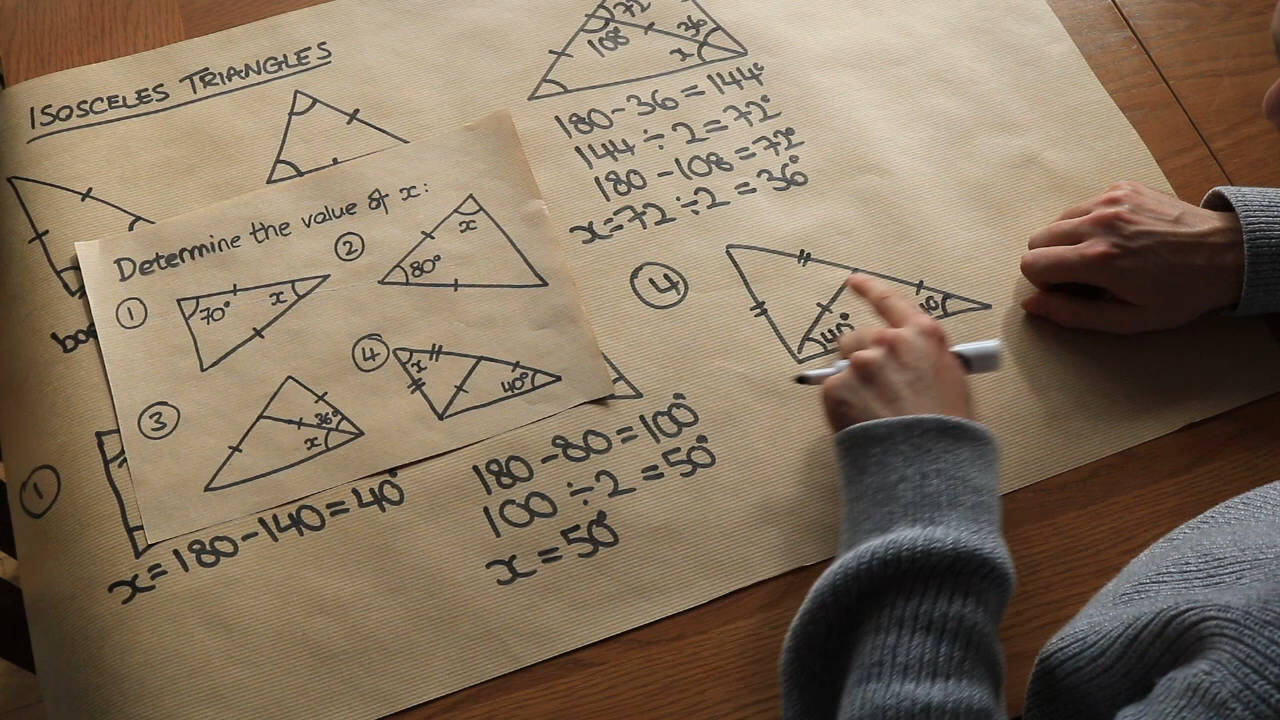 ISOSCELES TRIANGLES
72
108°
36
x
180-36=144°
144÷2=72°
180-108=72°
x=72÷2=36°
Determine the value of x:
①
70°
x
②
80°
x
③
36°
x
④
x
40°
④
40°
①
x=180-140=40°
180-80=100°
100÷2=50°
x=50°